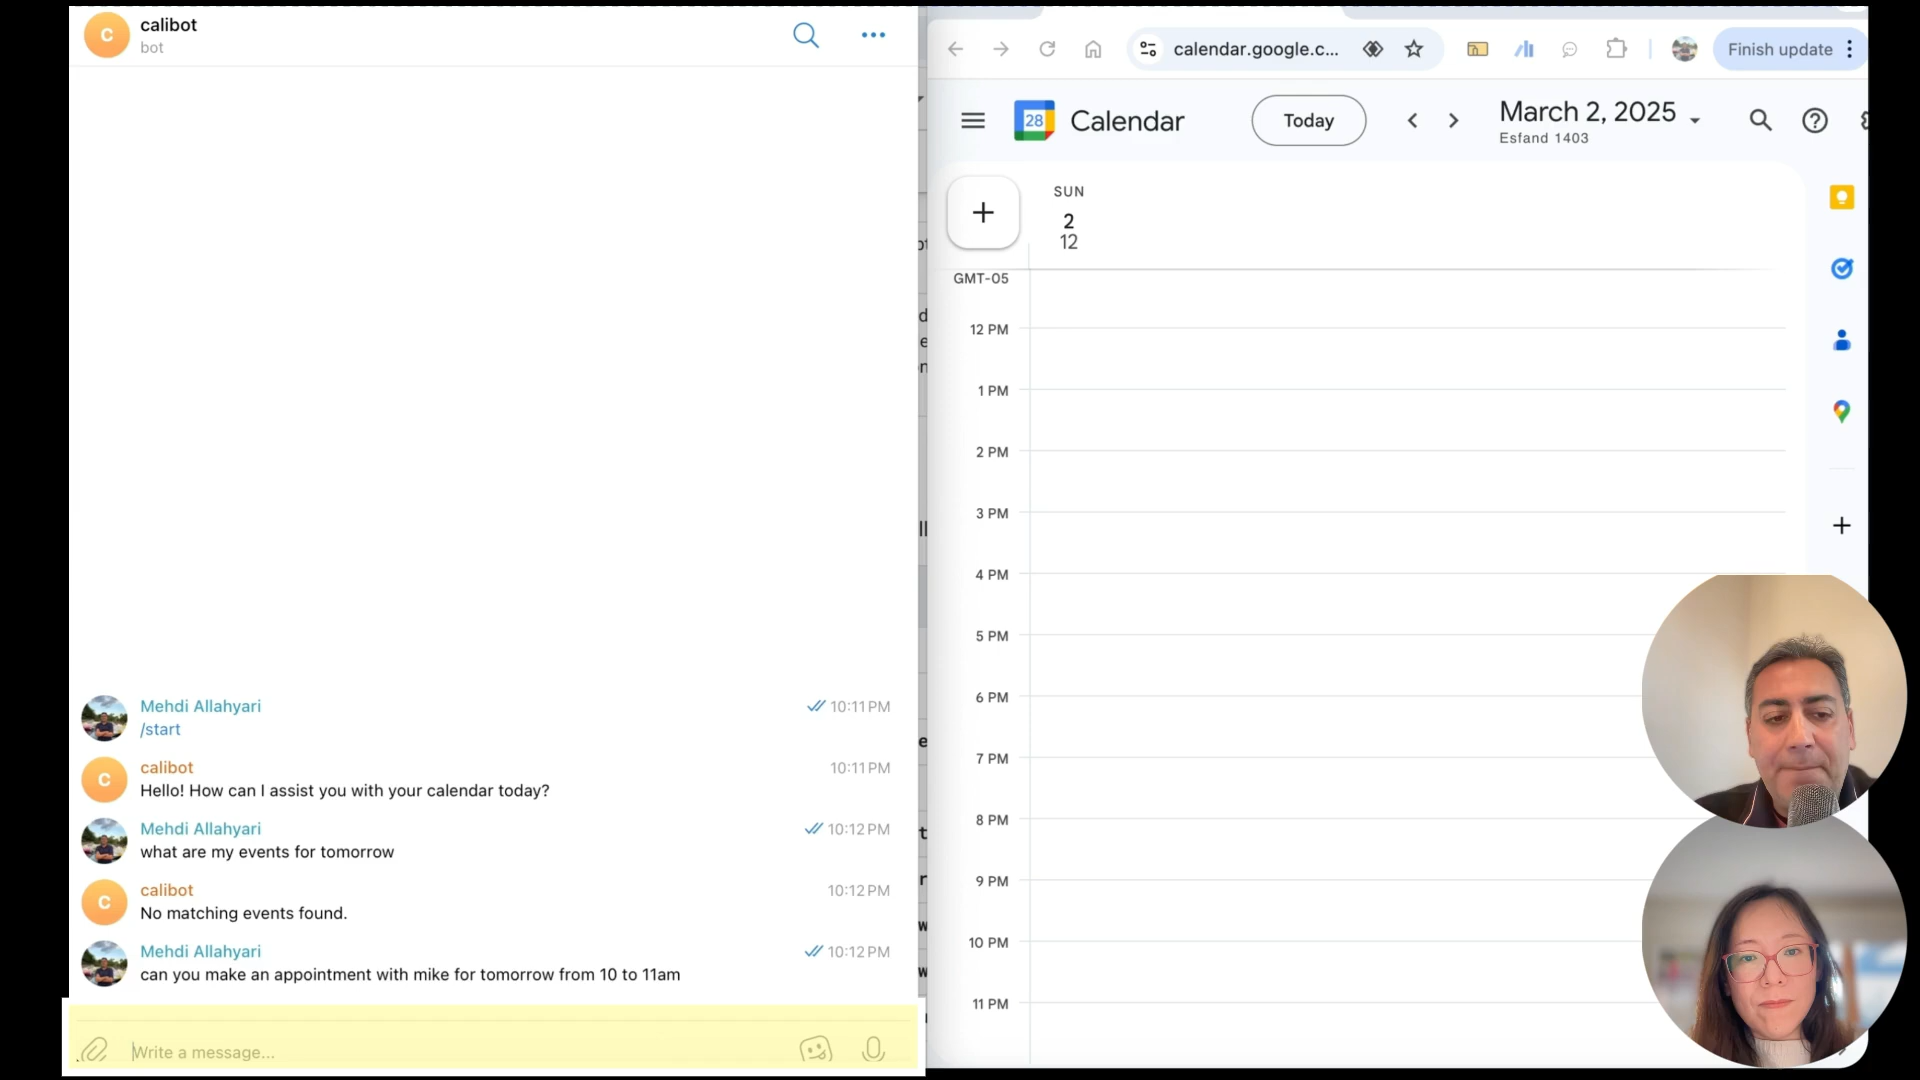 C
calibot
bot
Mehdi Allahyari
10:11 PM
/start
C
calibot
10:11 PM
Hello! How can I assist you with your calendar today?
Mehdi Allahyari
10:12 PM
what are my events for tomorrow
C
calibot
10:12 PM
No matching events found.
Mehdi Allahyari
10:12 PM
can you make an appointment with mike for tomorrow from 10 to 11am
Write a message...
calendar.google.c...
Finish update
28
Calendar
Today
March 2, 2025
Esfand 1403
SUN
2
12
GMT-05
12 PM
1 PM
2 PM
3 PM
4 PM
5 PM
6 PM
7 PM
8 PM
9 PM
10 PM
11 PM